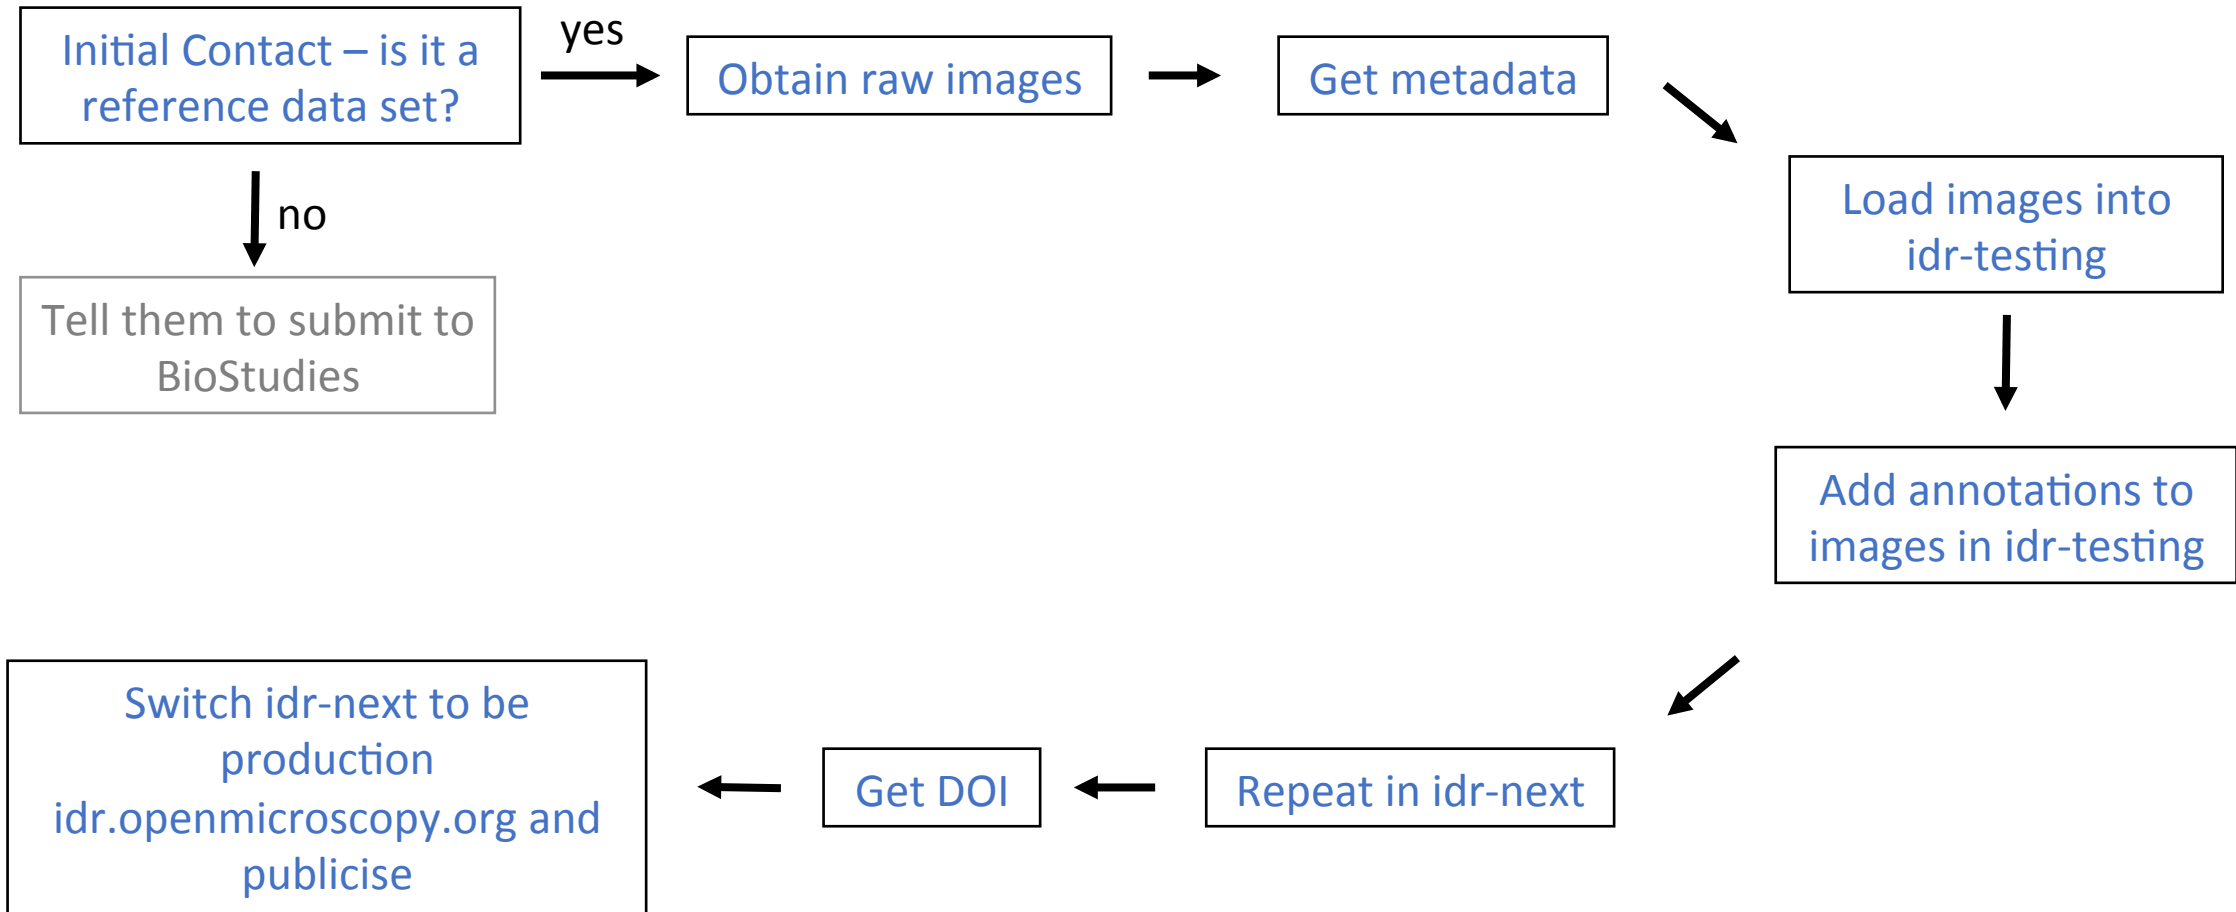 Initial Contact – is it a
reference data set?
yes
Obtain raw images
Get metadata
no
Tell them to submit to
BioStudies
Load images into
idr-testing
Add annotations to
images in idr-testing
Repeat in idr-next
Get DOI
Switch idr-next to be
production
idr.openmicroscopy.org and
publicise